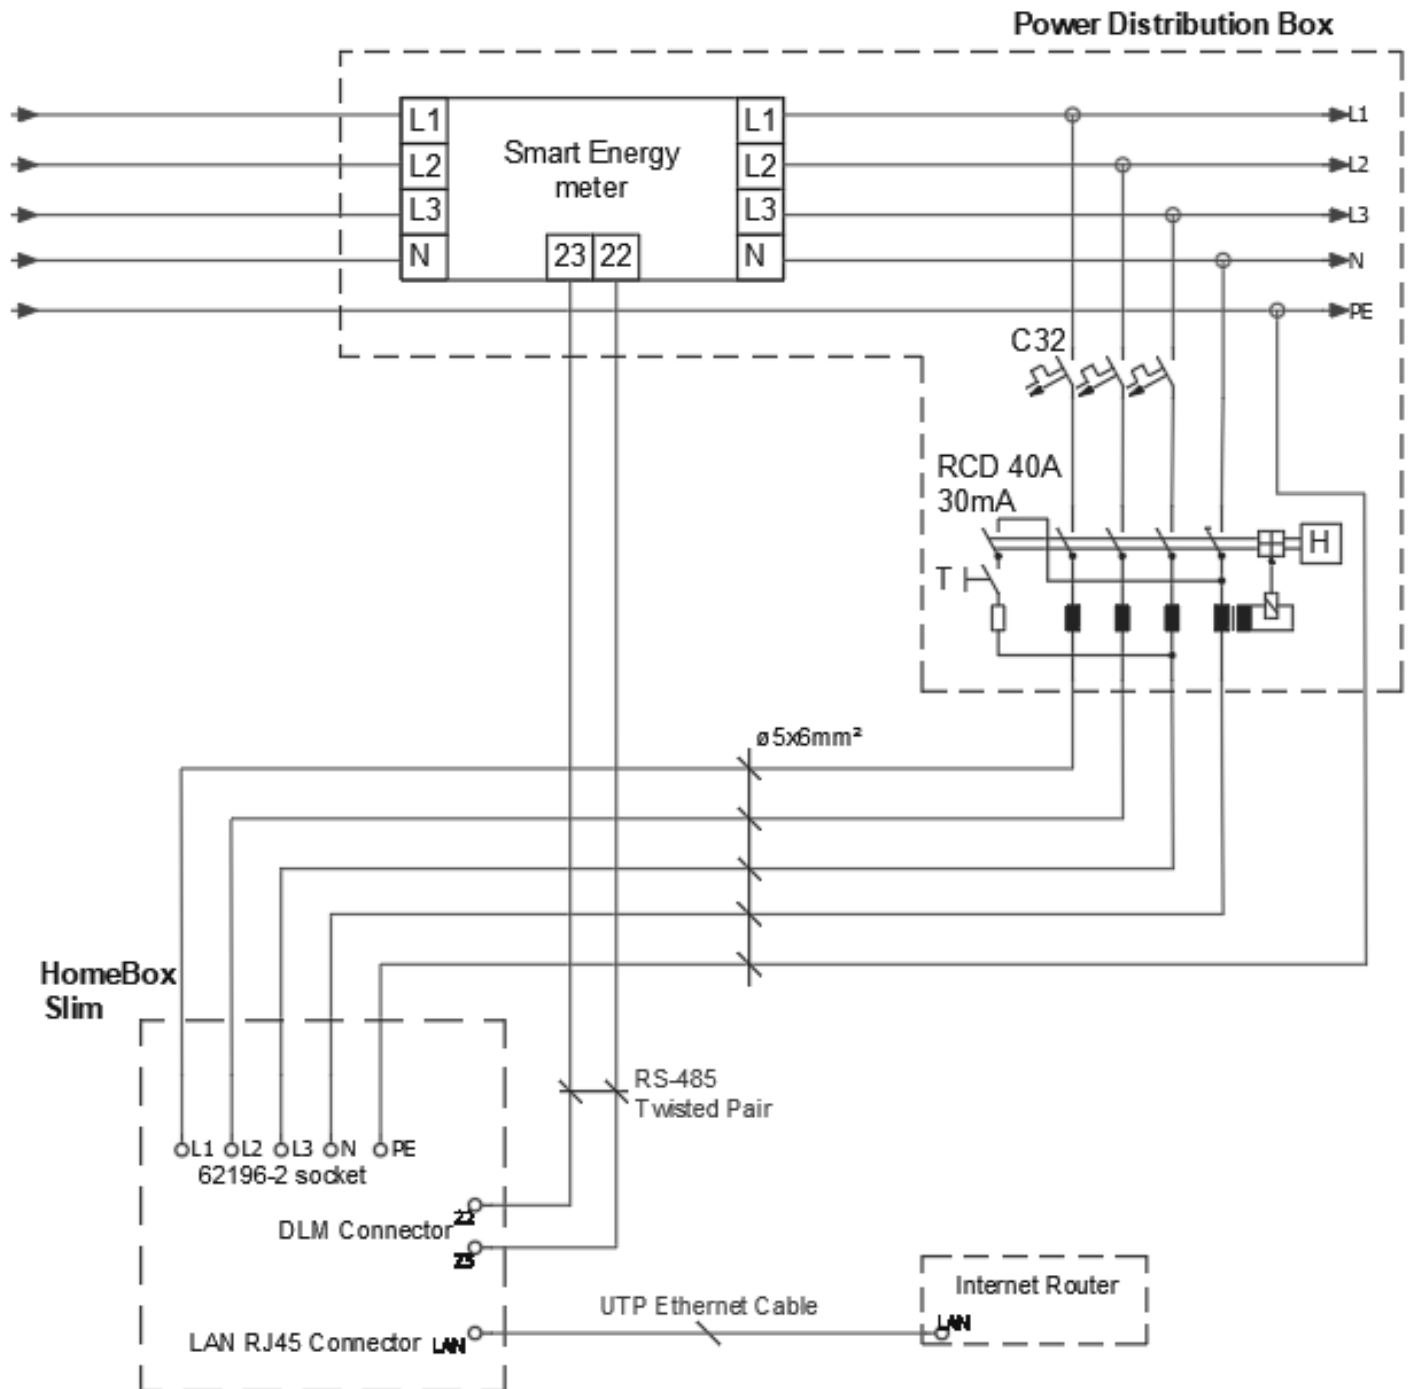 Power Distribution Box
L1 L1 L1
L2 L2 L2
L3 L3 L3
N N N
Smart Energy
meter
23 22
PE
C32
RCD 40A
30mA
H
T
ø5x6mm²
HomeBox
Slim
RS-485
Twisted Pair
L1 L2 L3 N PE
62196-2 socket
22
DLM Connector
23
Internet Router
UTP Ethernet Cable
LAN
LAN RJ45 Connector LAN